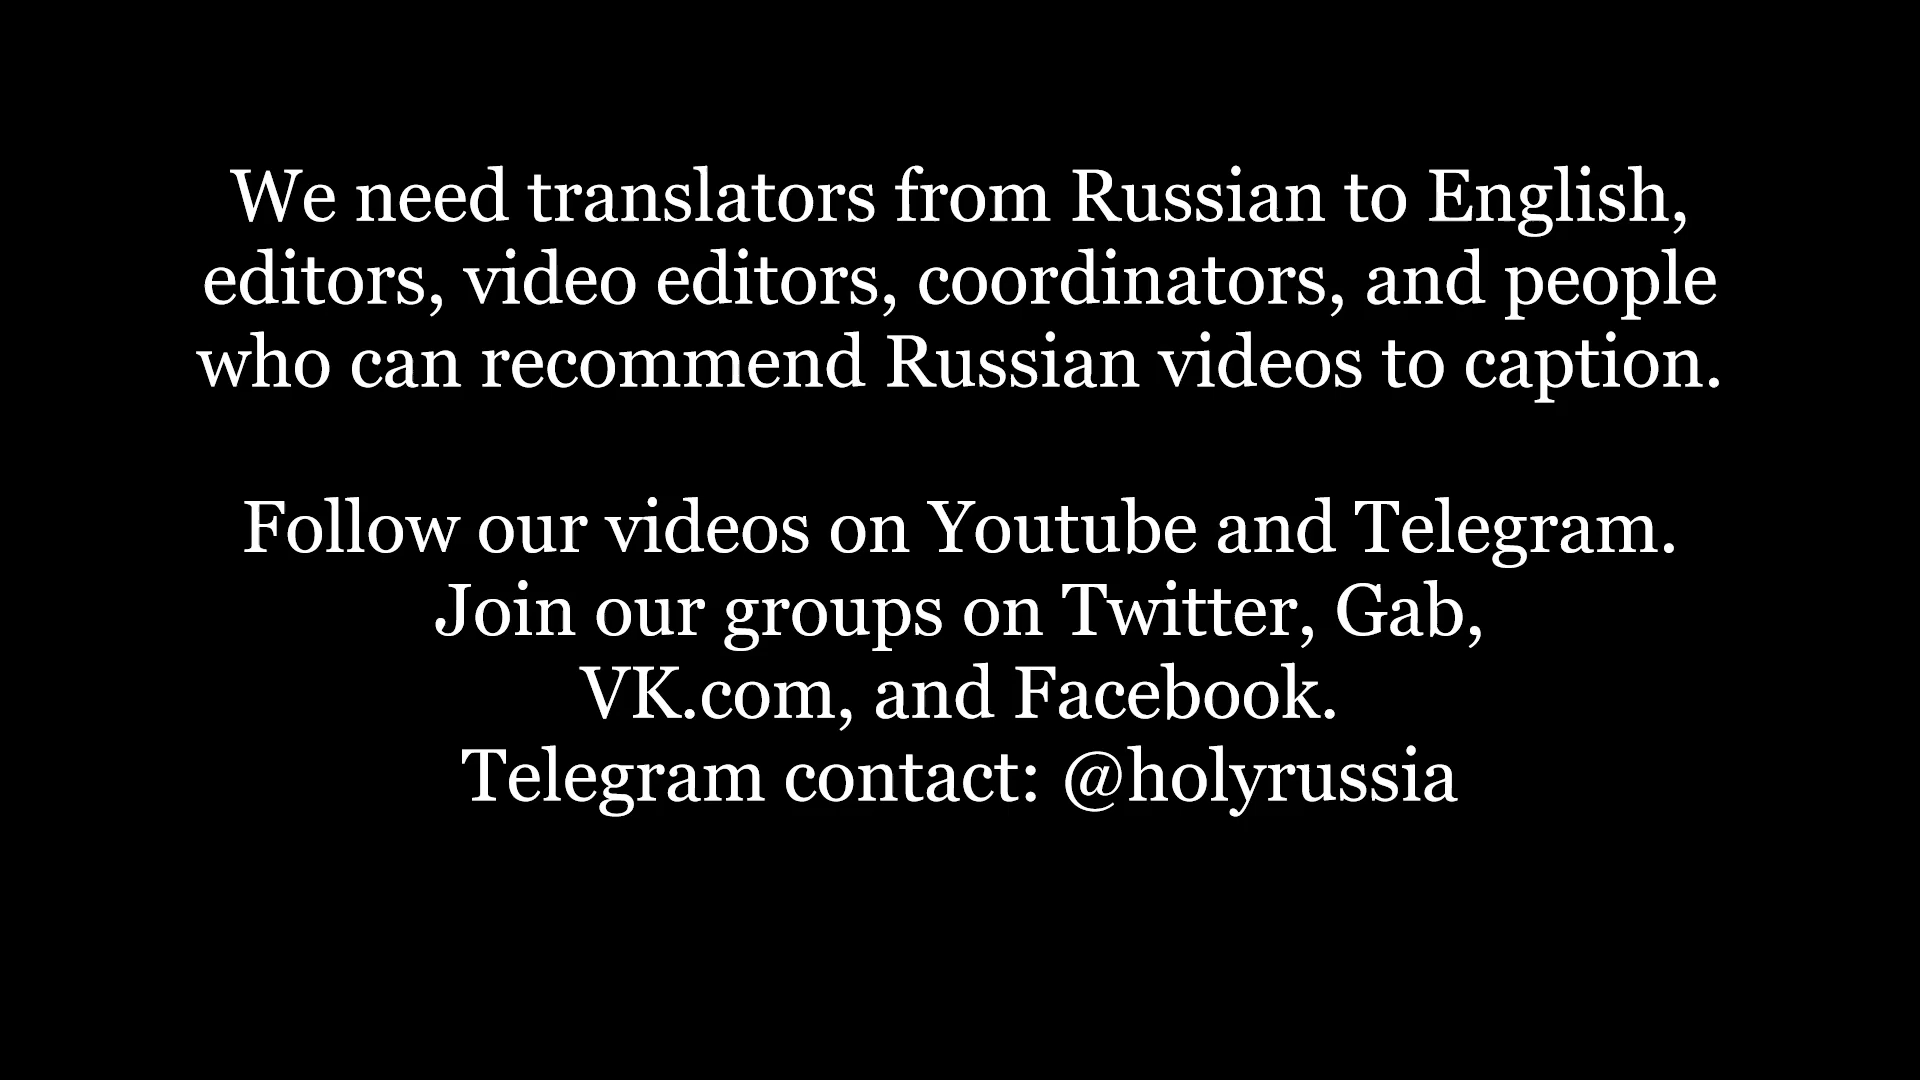 We need translators from Russian to English,
editors, video editors, coordinators, and people
who can recommend Russian videos to caption.
Follow our videos on Youtube and Telegram.
Join our groups on Twitter, Gab,
VK.com, and Facebook.
Telegram contact: @holyrussia